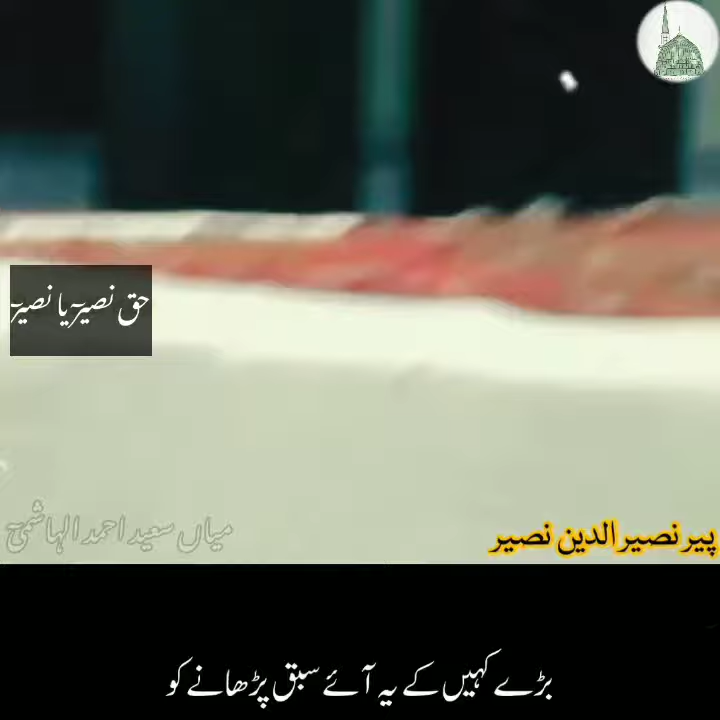 حق نصیرؔ یا نصیرؔ
میاں سعید احمد الہاشمیؔ
پیر نصیر الدین نصیر
بڑے کہیں کے یہ آئے سبق پڑھانے کو